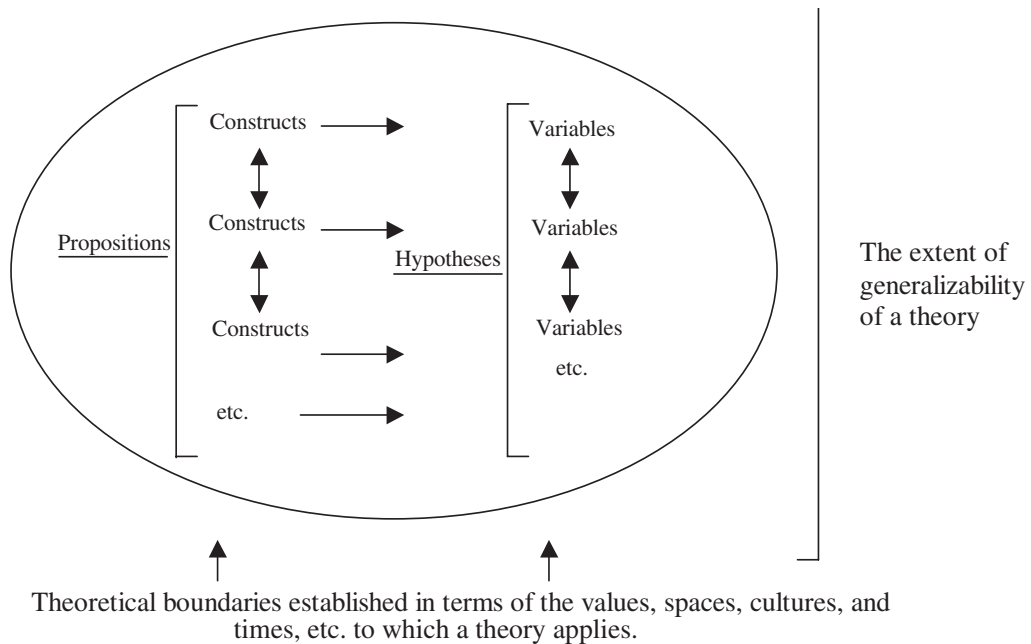 Constructs
Variables
Constructs
Variables
Propositions
Hypotheses
The extent of
generalizability
of a theory
Constructs
Variables
etc.
etc.
Theoretical boundaries established in terms of the values, spaces, cultures, and
times, etc. to which a theory applies.